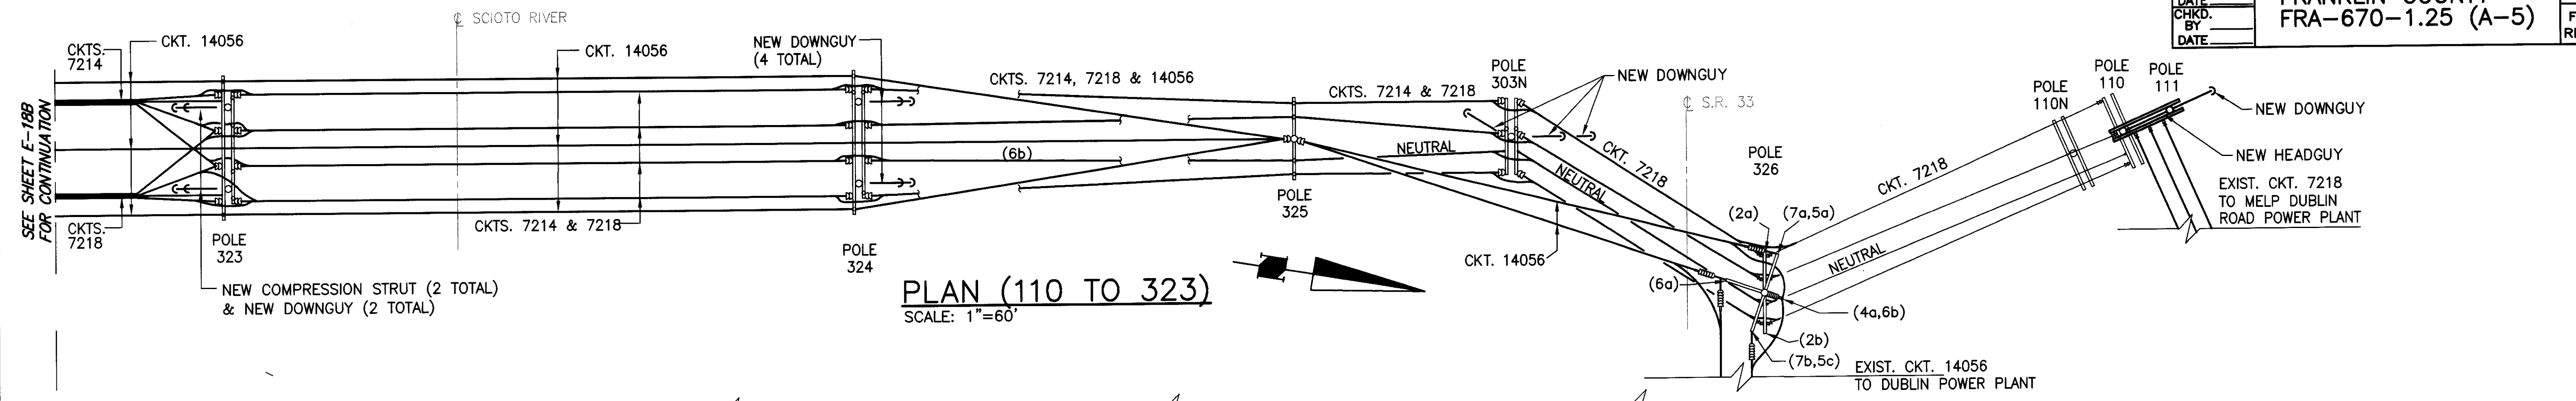 DATE
CHKD.
BY
DATE
FRA-670-1.25 (A-5)
℄ SCIOTO RIVER
CKTS.
7214
CKT. 14056
CKT. 14056
NEW DOWNGUY
(4 TOTAL)
CKTS. 7214, 7218 & 14056
CKTS. 7214 & 7218
POLE
303N
NEW DOWNGUY
℄ S.R. 33
POLE
110N
POLE
110
POLE
111
NEW DOWNGUY
SEE SHEET E-18B
FOR CONTINUATION
(6b)
NEUTRAL
NEUTRAL
CKT. 7218
POLE
326
CKT. 7218
NEW HEADGUY
EXIST. CKT. 7218
TO MELP DUBLIN
ROAD POWER PLANT
CKTS.
7218
POLE
323
CKTS. 7214 & 7218
POLE
324
POLE
325
(2a)
(7a,5a)
NEUTRAL
CKT. 14056
NEW COMPRESSION STRUT (2 TOTAL)
& NEW DOWNGUY (2 TOTAL)
PLAN (110 TO 323)
SCALE: 1"=60'
(6a)
(4a,6b)
(2b)
(7b,5c)
EXIST. CKT. 14056
TO DUBLIN POWER PLANT